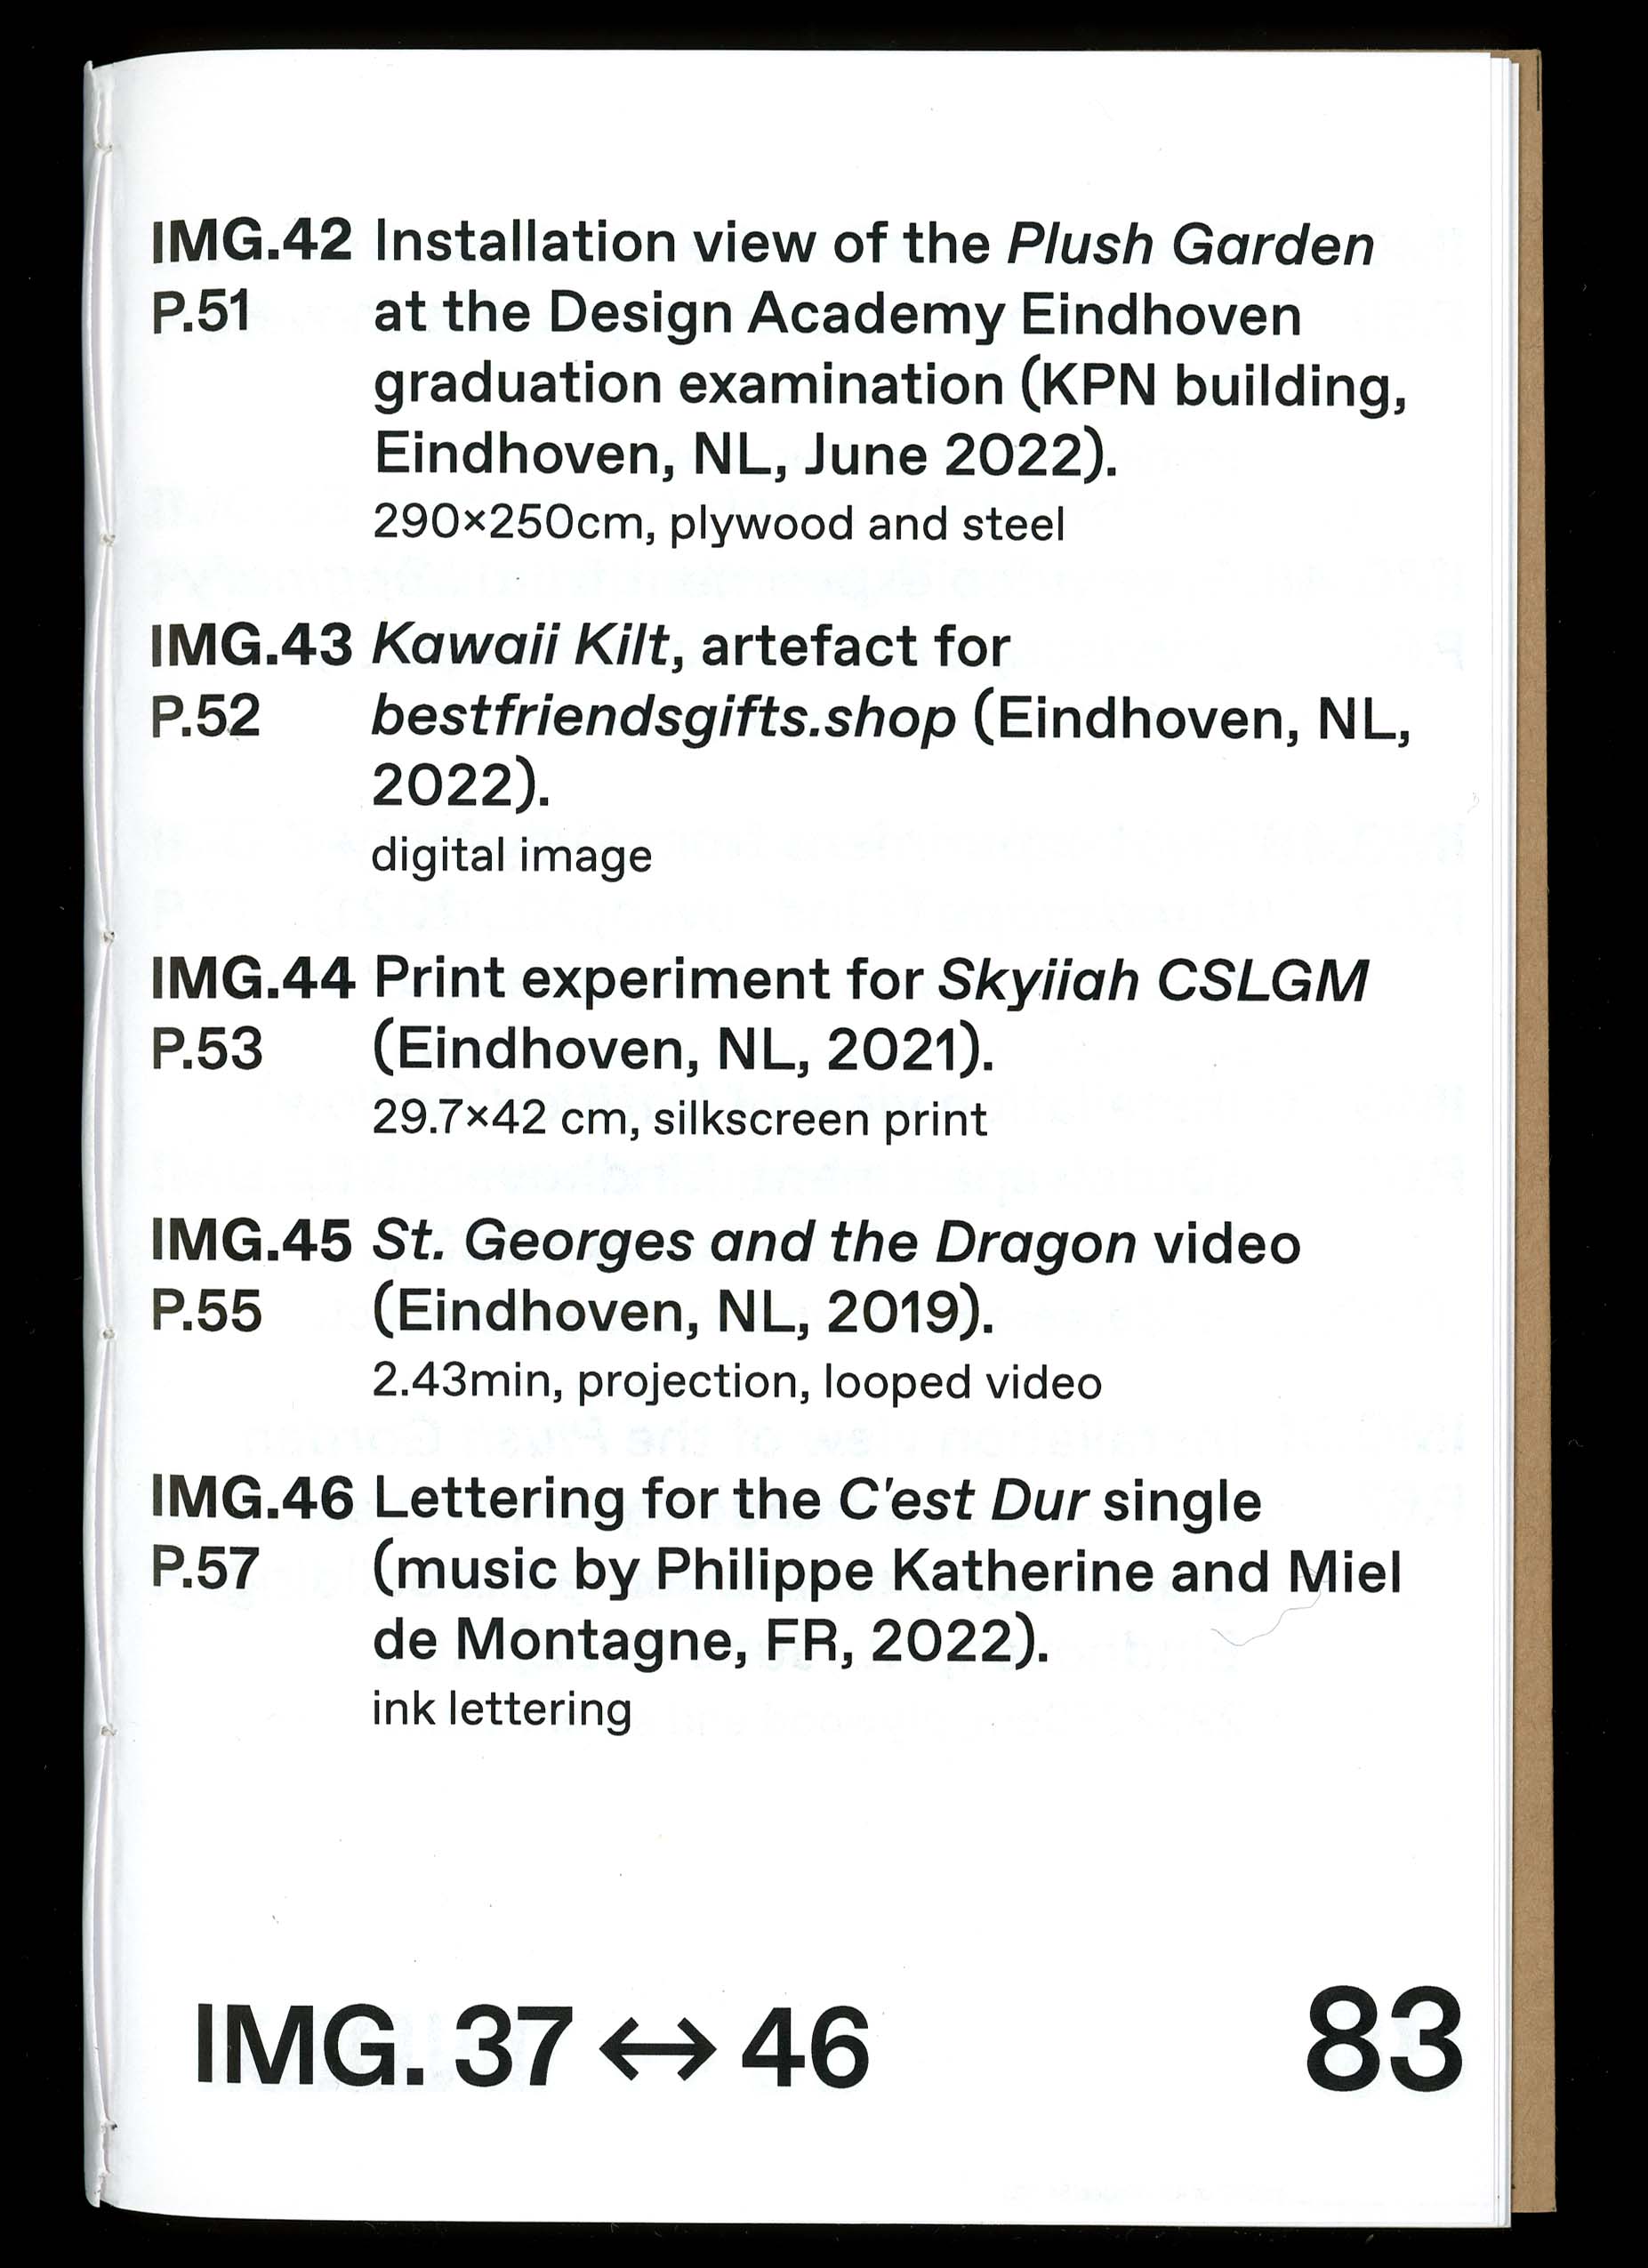 IMG.42 Installation view of the Plush Garden
P.51 at the Design Academy Eindhoven
graduation examination (KPN building,
Eindhoven, NL, June 2022).
290×250cm, plywood and steel
IMG.43 Kawaii Kilt, artefact for
P.52 bestfriendsgifts.shop (Eindhoven, NL,
2022).
digital image
IMG.44 Print experiment for Skyiiah CSLGM
P.53 (Eindhoven, NL, 2021).
29.7×42 cm, silkscreen print
IMG.45 St. Georges and the Dragon video
P.55 (Eindhoven, NL, 2019).
2.43min, projection, looped video
IMG.46 Lettering for the C'est Dur single
P.57 (music by Philippe Katherine and Miel
de Montagne, FR, 2022).
ink lettering
IMG. 37 ↔ 46 83